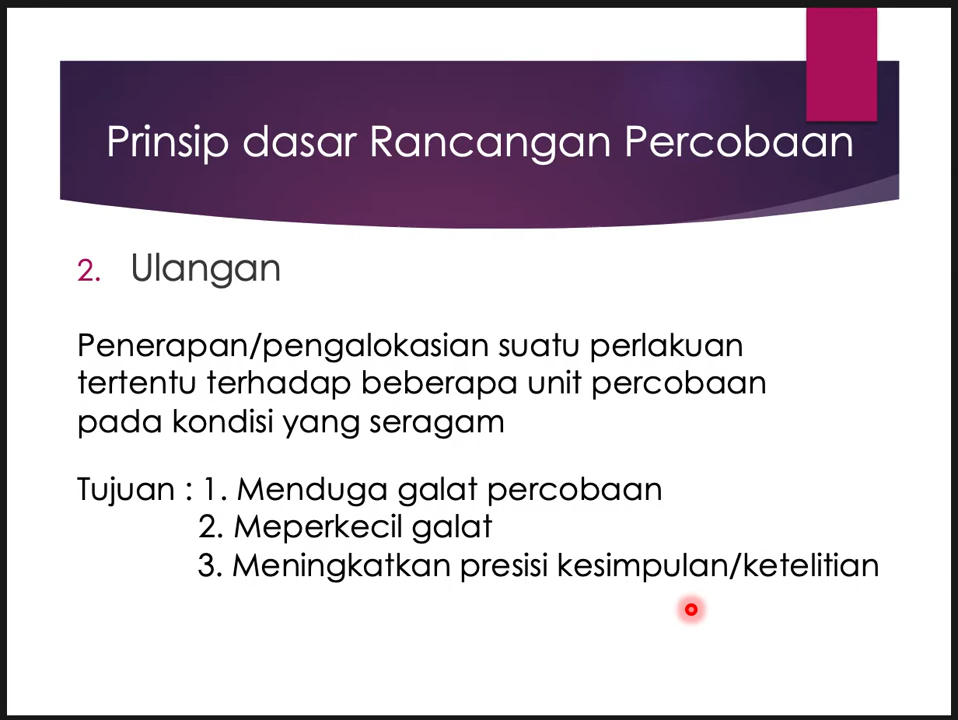 Prinsip dasar Rancangan Percobaan
2. Ulangan
Penerapan/pengalokasian suatu perlakuan
tertentu terhadap beberapa unit percobaan
pada kondisi yang seragam
Tujuan : 1. Menduga galat percobaan
2. Meperkecil galat
3. Meningkatkan presisi kesimpulan/ketelitian